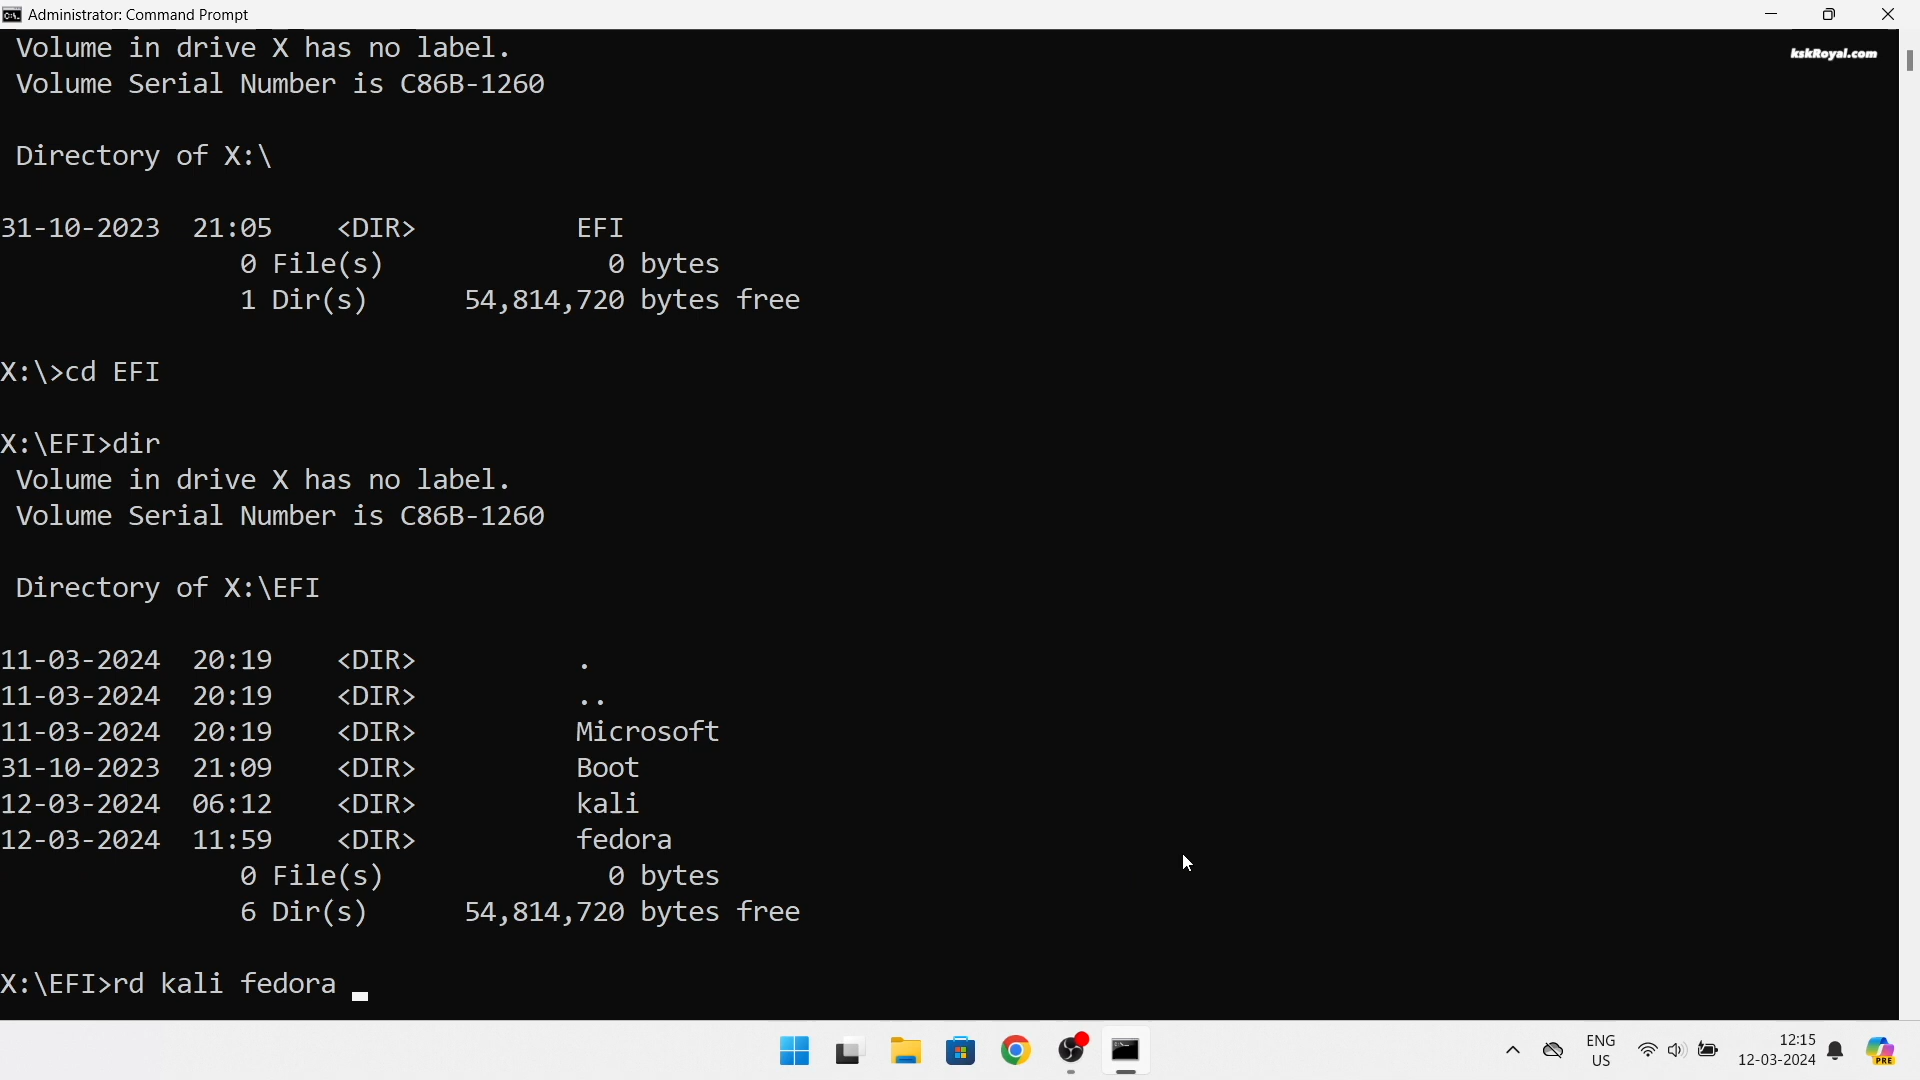 Administrator: Command Prompt
Volume in drive X has no label.
kskRoyal.com
Volume Serial Number is C86B-1260
Directory of X:\
31-10-2023 21:05 <DIR> EFI
0 File(s) 0 bytes
1 Dir(s) 54,814,720 bytes free
X:\>cd EFI
X:\EFI>dir
Volume in drive X has no label.
Volume Serial Number is C86B-1260
Directory of X:\EFI
11-03-2024 20:19 <DIR> .
11-03-2024 20:19 <DIR> ..
11-03-2024 20:19 <DIR> Microsoft
31-10-2023 21:09 <DIR> Boot
12-03-2024 06:12 <DIR> kali
12-03-2024 11:59 <DIR> fedora
0 File(s) 0 bytes
6 Dir(s) 54,814,720 bytes free
X:\EFI>rd kali fedora
ENG
US
12:15
12-03-2024
PRE